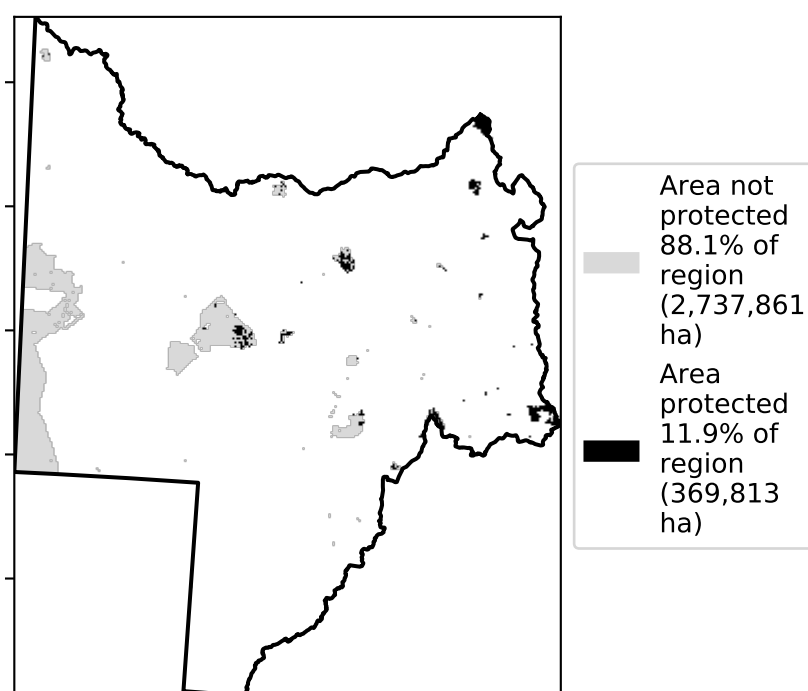 Area not
protected
88.1% of
region
(2,737,861
ha)
Area
protected
11.9% of
region
(369,813
ha)